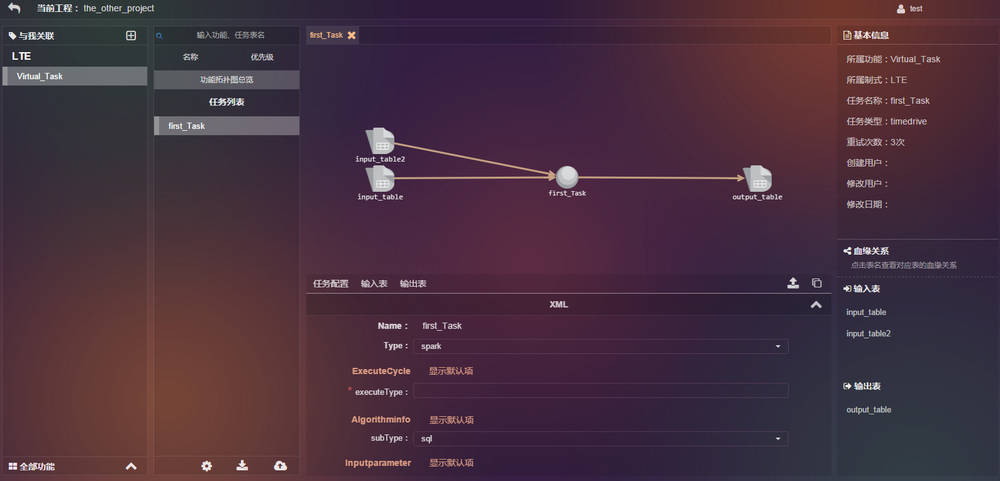 当前工程： the_other_project
test
与我关联
LTE
Virtual_Task
全部功能
输入功能、任务表名
名称 优先级
功能拓扑图总览
任务列表
first_Task
first_Task
input_table2
input_table
first_Task
output_table
任务配置 输入表 输出表
XML
Name： first_Task
Type： spark
ExecuteCycle 显示默认项
* executeType：
Algorithminfo 显示默认项
subType： sql
Inputparameter 显示默认项
基本信息
所属功能：Virtual_Task
所属制式：LTE
任务名称：first_Task
任务类型：timedrive
重试次数：3次
创建用户：
修改用户：
修改日期：
血缘关系
点击表名查看对应表的血缘关系
输入表
input_table
input_table2
输出表
output_table